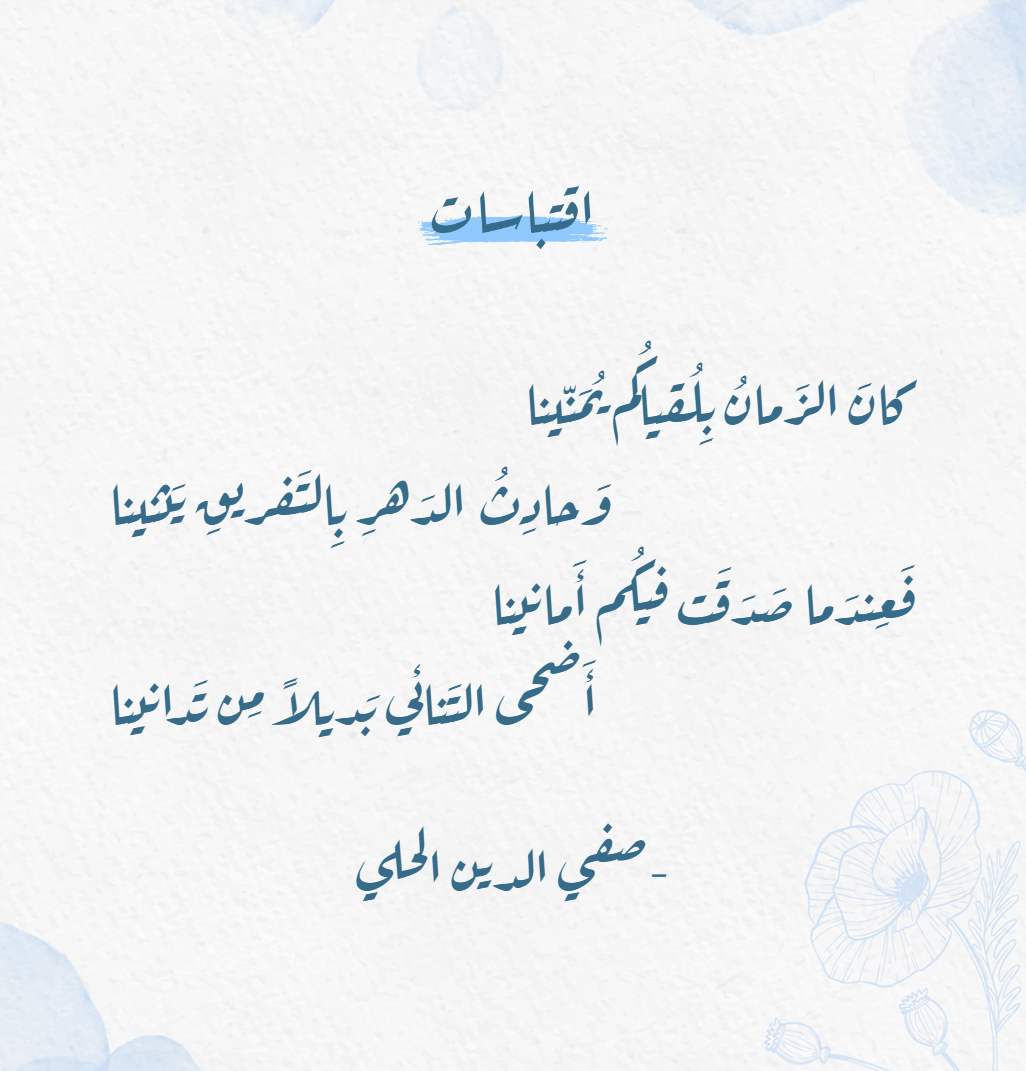 اقتباسات
كانَ الزَمانُ بِلُقياكُم يُمَنّينا
وَحادِثُ الدَهرِ بِالتَفريقِ يَثنينا
فَعِندَما صَدَقَت فيكُم أَمانينا
أَضحى التَنائي بَديلاً مِن تَدانينا
- صفي الدين الحلي